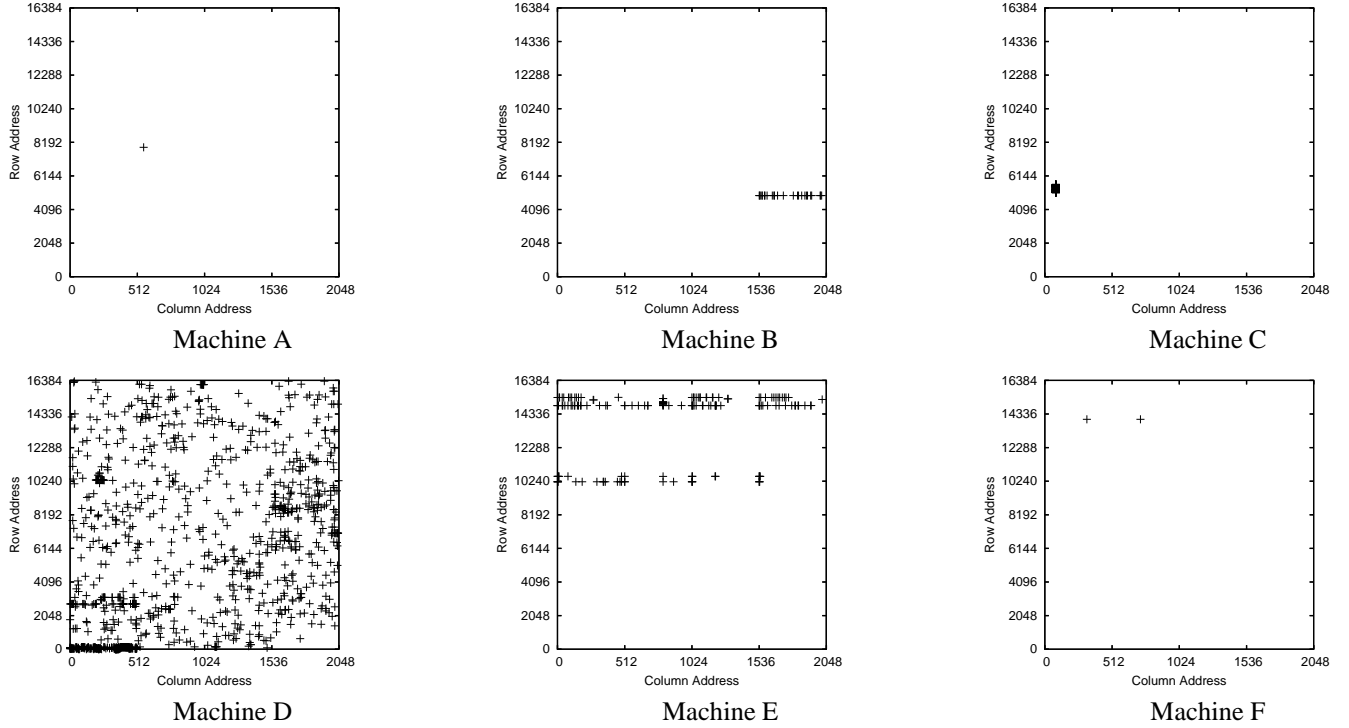 16384
14336
12288
10240
8192
6144
4096
2048
0
Row Address
0 512 1024 1536 2048
Column Address
Machine A
16384
14336
12288
10240
8192
6144
4096
2048
0
Row Address
0 512 1024 1536 2048
Column Address
Machine B
16384
14336
12288
10240
8192
6144
4096
2048
0
Row Address
0 512 1024 1536 2048
Column Address
Machine C
16384
14336
12288
10240
8192
6144
4096
2048
0
Row Address
0 512 1024 1536 2048
Column Address
Machine D
16384
14336
12288
10240
8192
6144
4096
2048
0
Row Address
0 512 1024 1536 2048
Column Address
Machine E
16384
14336
12288
10240
8192
6144
4096
2048
0
Row Address
0 512 1024 1536 2048
Column Address
Machine F